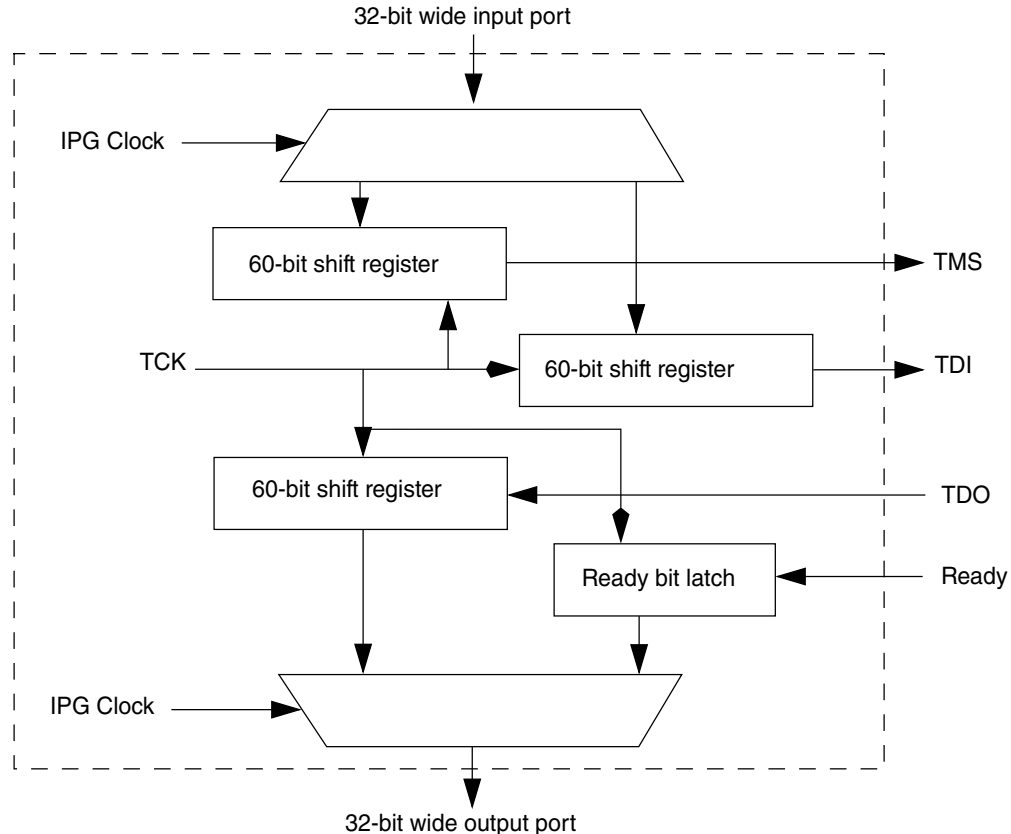 32-bit wide input port
IPG Clock
60-bit shift register
TMS
TCK
60-bit shift register
TDI
60-bit shift register
TDO
Ready bit latch
Ready
IPG Clock
32-bit wide output port